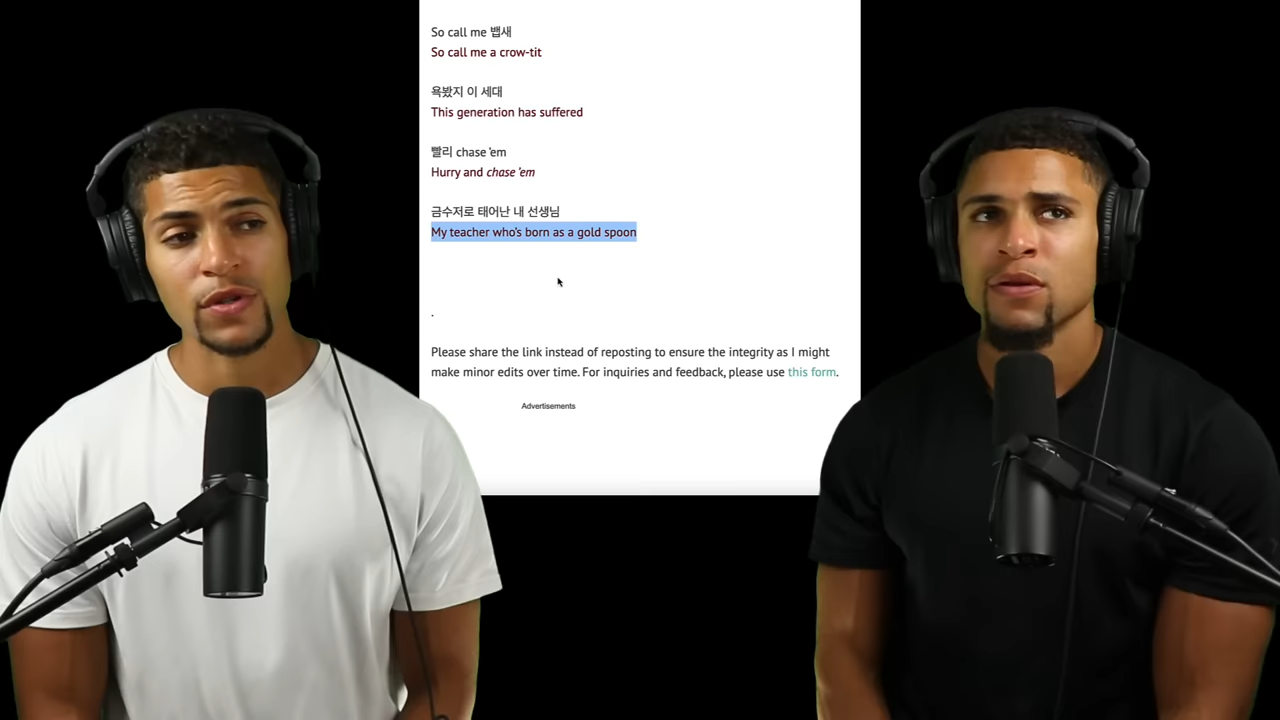 So call me 뱁새
So call me a crow-tit
욕봤지 이 세대
This generation has suffered
빨리 chase 'em
Hurry and chase 'em
금수저로 태어난 내 선생님
My teacher who's born as a gold spoon
.
Please share the link instead of reposting to ensure the integrity as I might
make minor edits over time. For inquiries and feedback, please use this form.
Advertisements